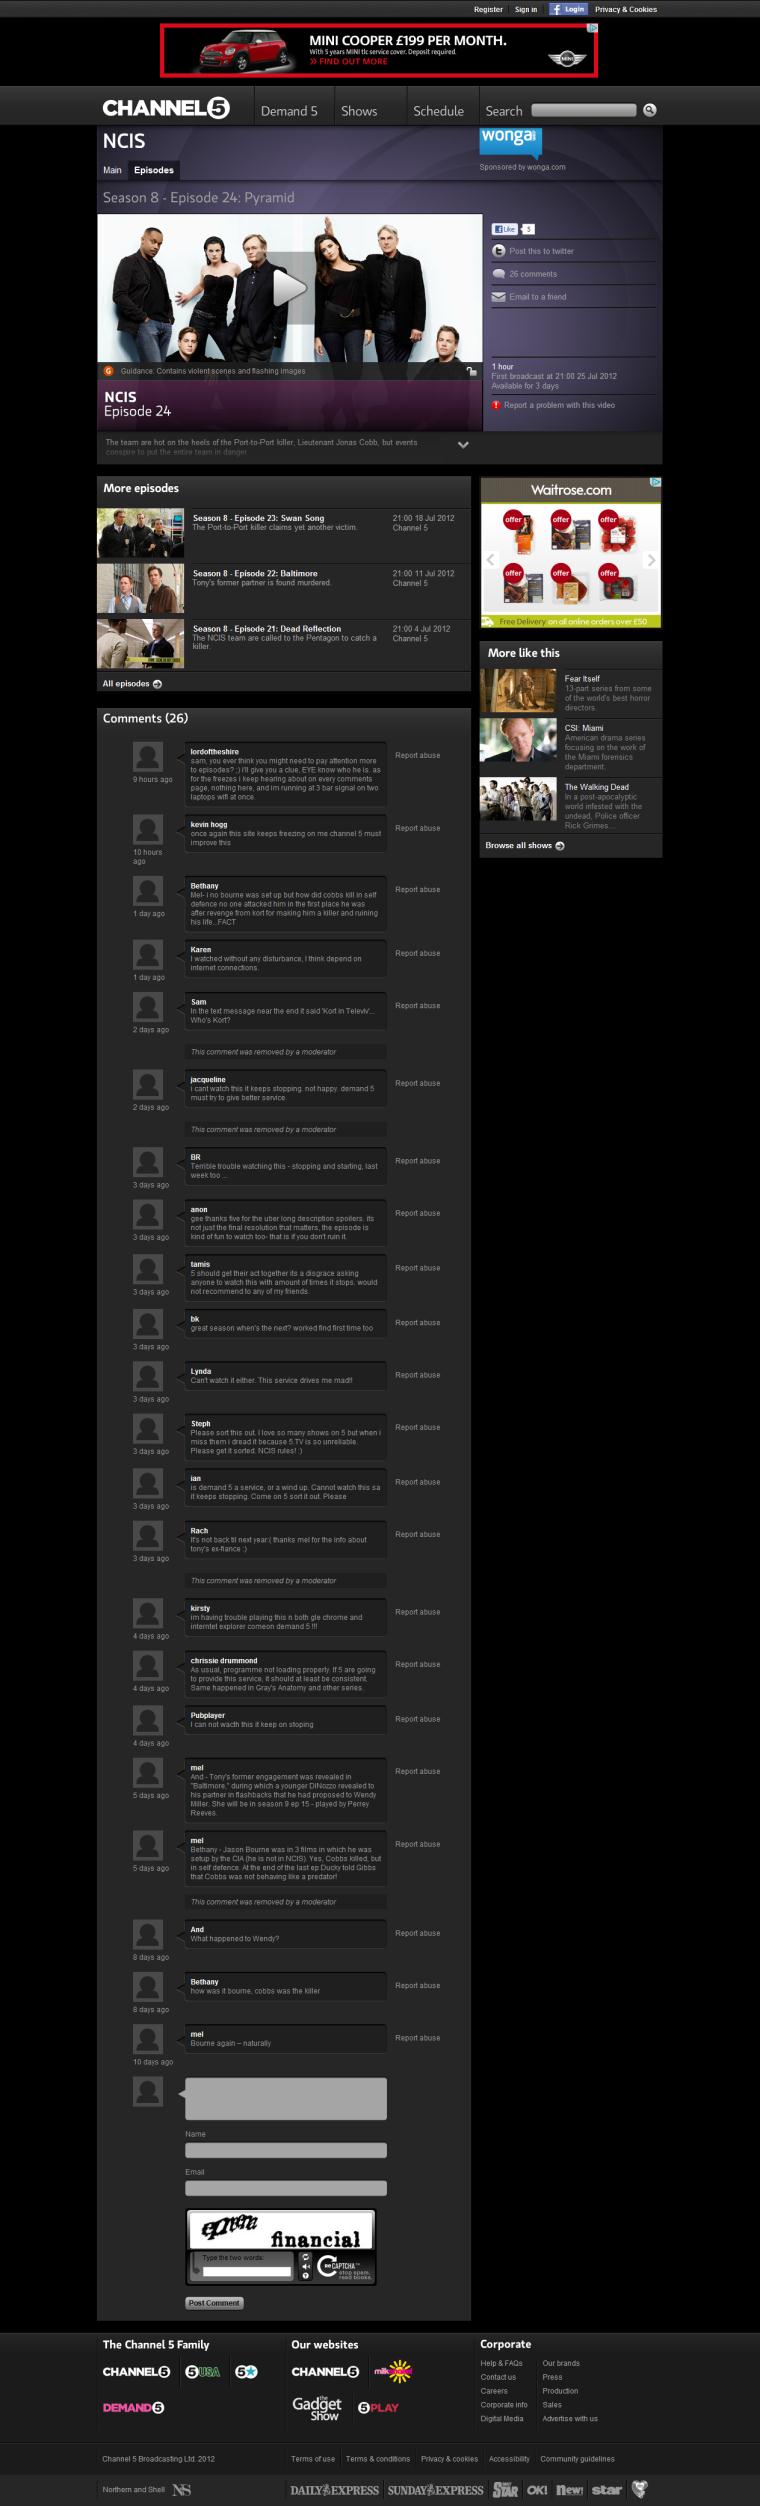 Register Sign in Login Privacy & Cookies
MINI COOPER £199 PER MONTH.
With 5 years MINI tlc service cover. Deposit required.
» FIND OUT MORE
CHANNEL 5 Demand 5 Shows Schedule Search
NCIS
wonga
Main Episodes
Sponsored by wonga.com
Season 8 - Episode 24: Pyramid
Like 5
Post this to twitter
26 comments
Email to a friend
1 hour
First broadcast at 21:00 25 Jul 2012
Available for 3 days
Report a problem with this video
G Guidance: Contains violent scenes and flashing images
NCIS
Episode 24
The team are hot on the heels of the Port-to-Port killer, Lieutenant Jonas Cobb, but events
conspire to put the entire team in danger
More episodes
Season 8 - Episode 23: Swan Song 21:00 18 Jul 2012
The Port-to-Port killer claims yet another victim. Channel 5
Season 8 - Episode 22: Baltimore 21:00 11 Jul 2012
Tony's former partner is found murdered. Channel 5
Season 8 - Episode 21: Dead Reflection 21:00 4 Jul 2012
The NCIS team are called to the Pentagon to catch a Channel 5
killer.
All episodes
Waitrose.com
offer offer offer
offer offer
Free Delivery on all online orders over £50
More like this
Fear Itself
13-part series from some
of the world's best horror
directors.
CSI: Miami
American drama series
focusing on the work of
the Miami forensics
department.
The Walking Dead
In a post-apocalyptic
world infested with the
undead, Police officer
Rick Grimes...
Browse all shows
Comments (26)
lordoftheshire Report abuse
sam, you ever think you might need to pay attention more
to episodes? ;) i'll give you a clue, EYE know who he is. as
for the freezes i keep hearing about on every comments
page, nothing here, and im running at 3 bar signal on two
laptops wifi at once.
9 hours ago
kevin hogg Report abuse
once again this site keeps freezing on me channel 5 must
improve this
10 hours
ago
Bethany Report abuse
Mel- i no bourne was set up but how did cobbs kill in self
defence no one attacked him in the first place he was
after revenge from kort for making him a killer and ruining
his life...FACT
1 day ago
Karen Report abuse
I watched without any disturbance, I think depend on
internet connections.
1 day ago
Sam Report abuse
In the text message near the end it said 'Kort in Televiv'...
Who's Kort?
2 days ago
This comment was removed by a moderator
jacqueline Report abuse
i cant watch this it keeps stopping. not happy. demand 5
must try to give better service.
2 days ago
This comment was removed by a moderator
BR Report abuse
Terrible trouble watching this - stopping and starting, last
week too ...
3 days ago
anon Report abuse
gee thanks five for the uber long description spoilers. its
not just the final resolution that matters, the episode is
kind of fun to watch too- that is if you don't ruin it.
3 days ago
tamis Report abuse
5 should get their act together its a disgrace asking
anyone to watch this with amount of times it stops. would
not recommend to any of my friends.
3 days ago
bk Report abuse
great season when's the next? worked find first time too
3 days ago
Lynda Report abuse
Can't watch it either. This service drives me mad!!
3 days ago
Steph Report abuse
Please sort this out. I love so many shows on 5 but when i
miss them i dread it because 5.TV is so unreliable.
Please get it sorted. NCIS rules! :)
3 days ago
ian Report abuse
is demand 5 a service, or a wind up. Cannot watch this sa
it keeps stopping. Come on 5 sort it out. Please
3 days ago
Rach Report abuse
It's not back til next year:( thanks mel for the info about
tony's ex-fiance :)
3 days ago
This comment was removed by a moderator
kirsty Report abuse
im having trouble playing this n both gle chrome and
interntet explorer comeon demand 5 !!!
4 days ago
chrissie drummond Report abuse
As usual, programme not loading properly. If 5 are going
to provide this service, it should at least be consistent.
Same happened in Gray's Anatomy and other series.
4 days ago
Pubplayer Report abuse
I can not wacth this it keep on stoping
4 days ago
mel Report abuse
And - Tony's former engagement was revealed in
"Baltimore," during which a younger DiNozzo revealed to
his partner in flashbacks that he had proposed to Wendy
Miller. She will be in season 9 ep 15 - played by Perrey
Reeves.
5 days ago
mel Report abuse
Bethany - Jason Bourne was in 3 films in which he was
setup by the CIA (he is not in NCIS). Yes, Cobbs killed, but
in self defence. At the end of the last ep Ducky told Gibbs
that Cobbs was not behaving like a predator!
5 days ago
This comment was removed by a moderator
And Report abuse
What happened to Wendy?
8 days ago
Bethany Report abuse
how was it bourne, cobbs was the killer
8 days ago
mel Report abuse
Bourne again – naturally
10 days ago
Name
Email
financial
Type the two words:
reCAPTCHA™
stop spam.
read books.
Post Comment
The Channel 5 Family Our websites Corporate
CHANNEL 5 5 USA 5★ CHANNEL 5 milkshake!
DEMAND 5 the Gadget Show 5 PLAY
Help & FAQs Our brands
Contact us Press
Careers Production
Corporate info Sales
Digital Media Advertise with us
Channel 5 Broadcasting Ltd. 2012 Terms of use Terms & conditions Privacy & cookies Accessibility Community guidelines
Northern and Shell NS DAILY EXPRESS SUNDAY EXPRESS STAR OK! new! star